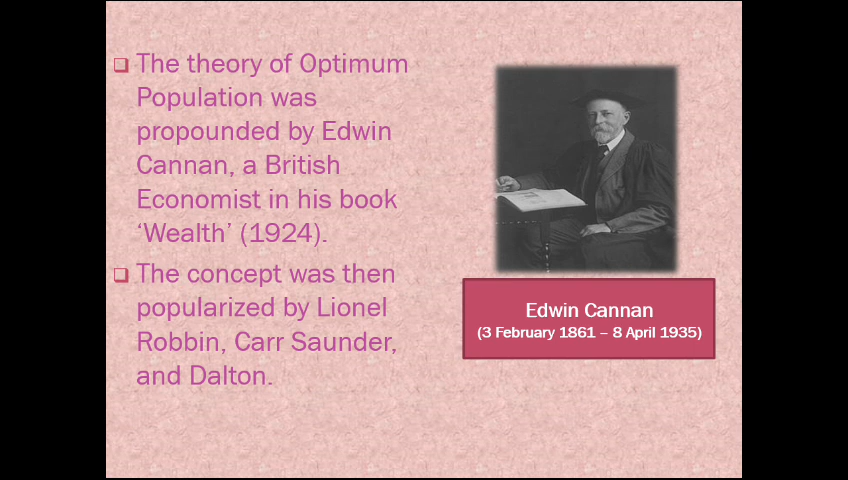 The theory of Optimum
Population was
propounded by Edwin
Cannan, a British
Economist in his book
‘Wealth’ (1924).
The concept was then
popularized by Lionel
Robbin, Carr Saunder,
and Dalton.
Edwin Cannan
(3 February 1861 – 8 April 1935)